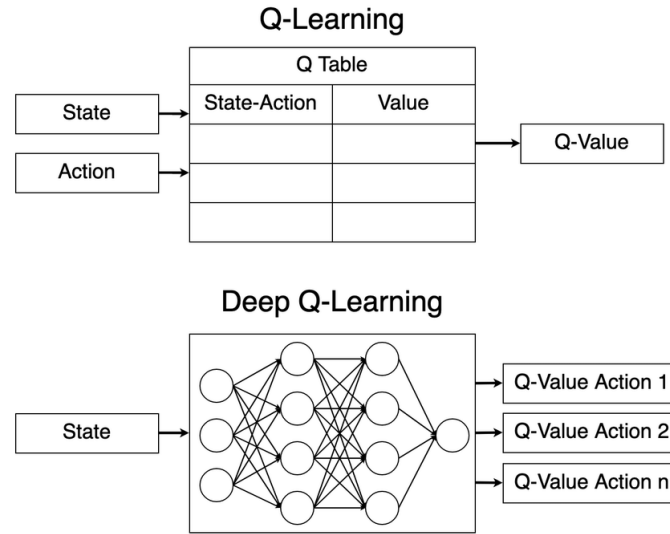 Q-Learning
Q Table
State-Action
Value
State
Action
Q-Value
Deep Q-Learning
State
Q-Value Action 1
Q-Value Action 2
Q-Value Action n